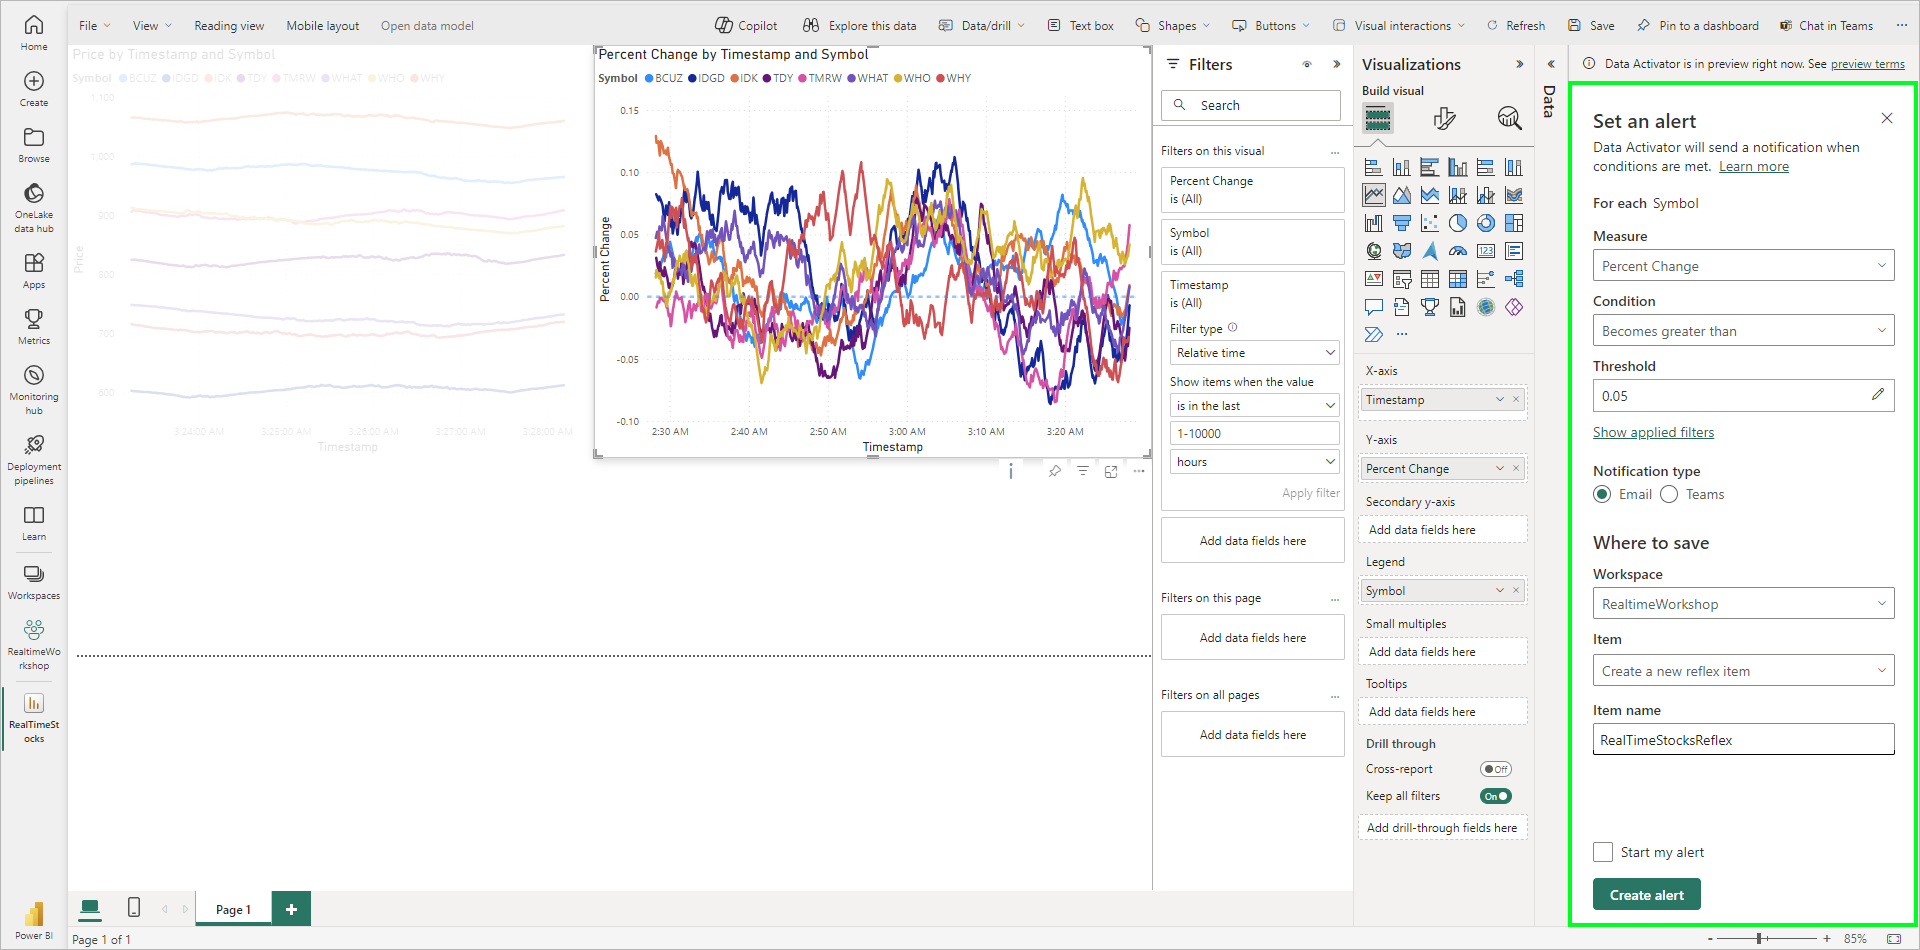 File
View
Reading view
Mobile layout
Open data model
Copilot
Explore this data
Data/drill
Text box
Shapes
Buttons
Visual interactions
Refresh
Save
Pin to a dashboard
Chat in Teams
Home
Create
Browse
OneLake
data hub
Apps
Metrics
Monitoring
hub
Deployment
pipelines
Learn
Workspaces
RealtimeWo
rkshop
RealTimeSt
ocks
Power BI
Price by Timestamp and Symbol
Symbol BCUZ IDGD IDK TDY TMRW WHAT WHO WHY
1,100
1,000
900
800
700
600
Price
3:24:00 AM 3:25:00 AM 3:26:00 AM 3:27:00 AM 3:28:00 AM
Timestamp
Percent Change by Timestamp and Symbol
Symbol BCUZ IDGD IDK TDY TMRW WHAT WHO WHY
0.15
0.10
0.05
0.00
-0.05
-0.10
Percent Change
2:30 AM 2:40 AM 2:50 AM 3:00 AM 3:10 AM 3:20 AM
Timestamp
Filters
Search
Filters on this visual
Percent Change
is (All)
Symbol
is (All)
Timestamp
is (All)
Filter type
Relative time
Show items when the value
is in the last
1-10000
hours
Apply filter
Add data fields here
Filters on this page
Add data fields here
Filters on all pages
Add data fields here
Visualizations
Build visual
X-axis
Timestamp
Y-axis
Percent Change
Secondary y-axis
Add data fields here
Legend
Symbol
Small multiples
Add data fields here
Tooltips
Add data fields here
Drill through
Cross-report
Off
Keep all filters
On
Add drill-through fields here
Data
Data Activator is in preview right now. See preview terms
Set an alert
Data Activator will send a notification when
conditions are met. Learn more
For each Symbol
Measure
Percent Change
Condition
Becomes greater than
Threshold
0.05
Show applied filters
Notification type
Email Teams
Where to save
Workspace
RealtimeWorkshop
Item
Create a new reflex item
Item name
RealTimeStocksReflex
Start my alert
Create alert
Page 1
+
Page 1 of 1
- + 85%